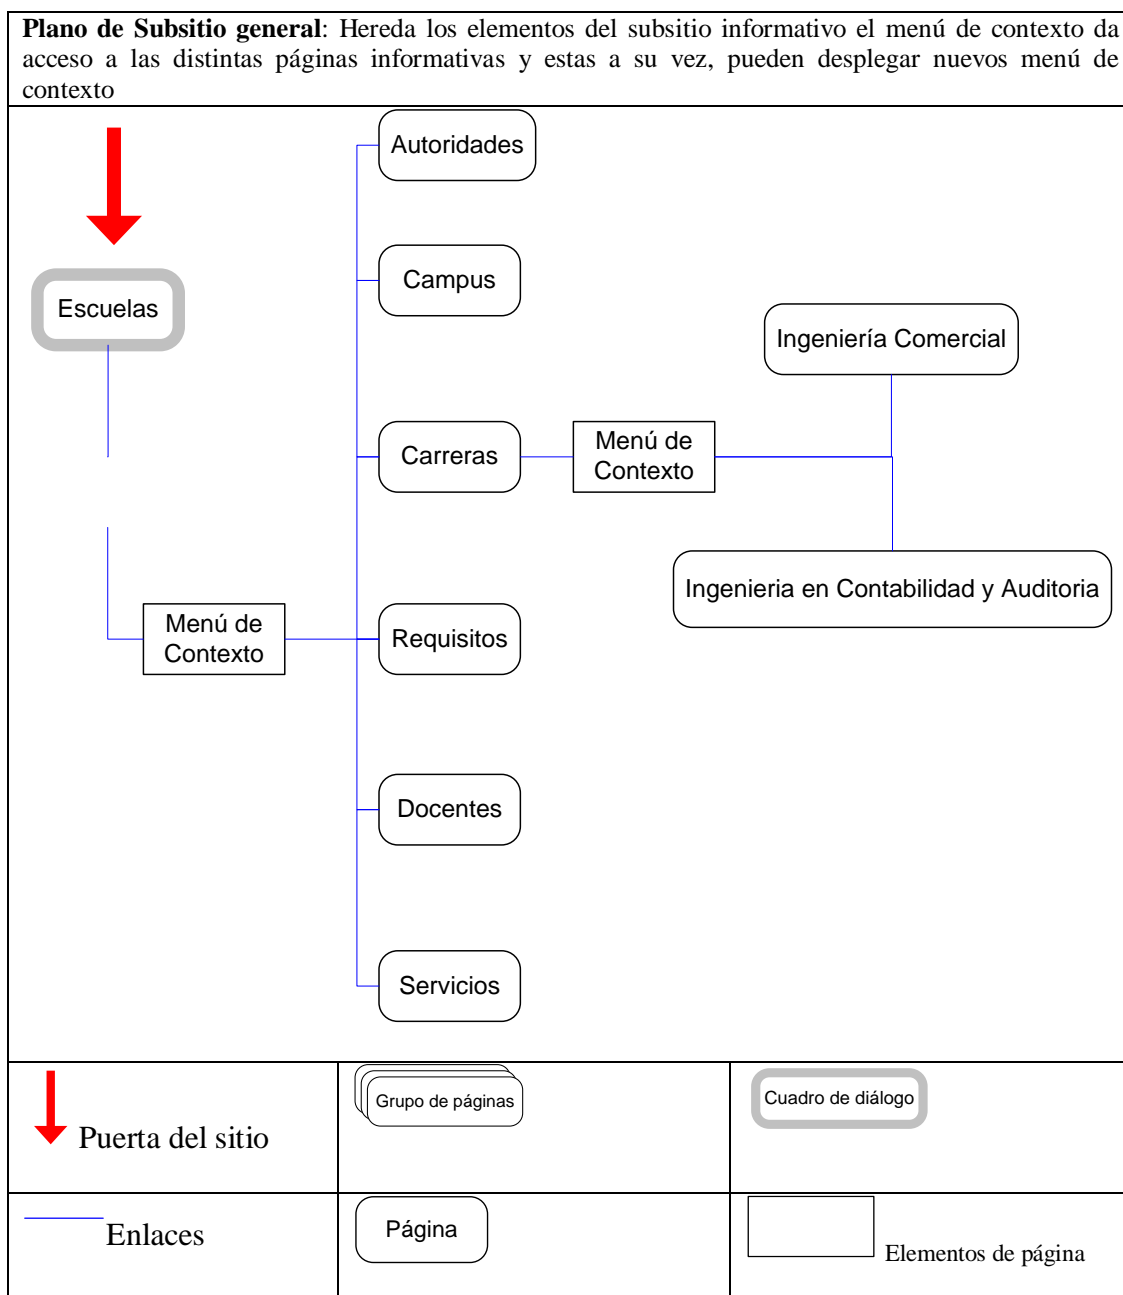 Plano de Subsitio general: Hereda los elementos del subsitio informativo el menú de contexto da
acceso a las distintas páginas informativas y estas a su vez, pueden desplegar nuevos menú de
contexto
Autoridades
Campus
Escuelas
Ingeniería Comercial
Carreras
Menú de
Contexto
Ingenieria en Contabilidad y Auditoria
Menú de
Contexto
Requisitos
Docentes
Servicios
Puerta del sitio
Grupo de páginas
Cuadro de diálogo
Enlaces
Página
Elementos de página